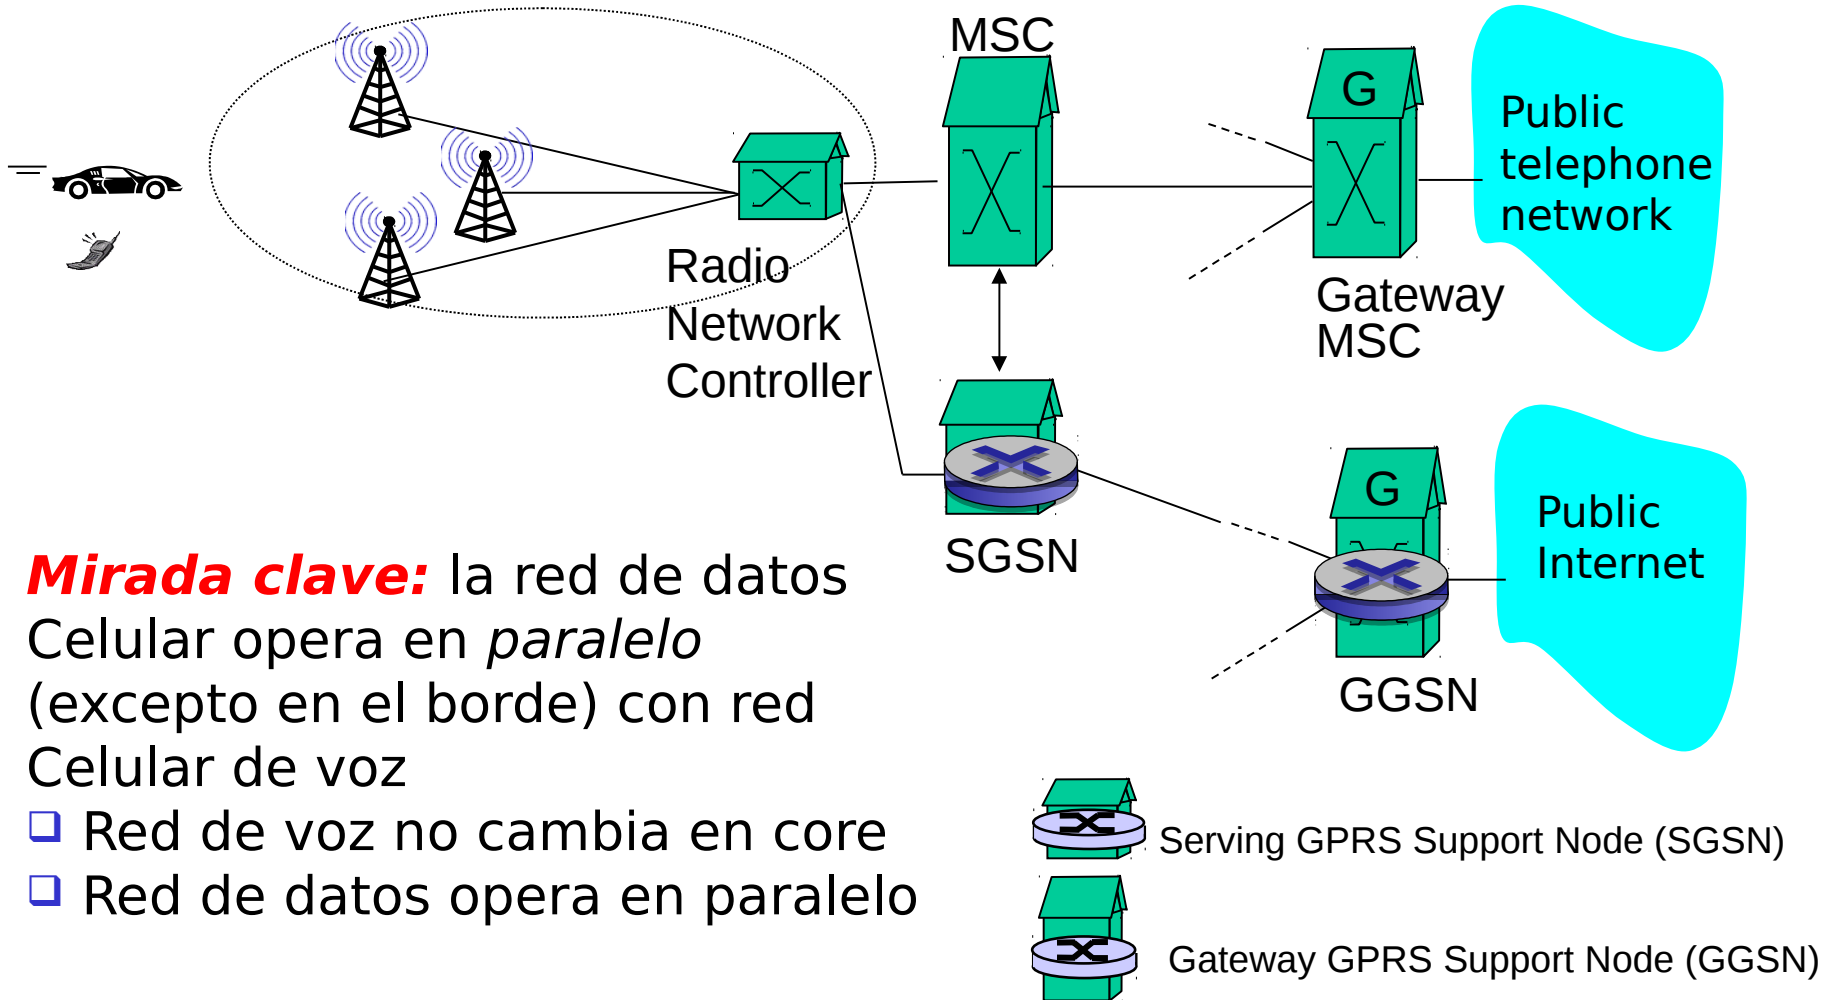 MSC
G
Public
telephone
network
Radio
Network
Controller
Gateway
MSC
SGSN
G
Public
Internet
GGSN
Mirada clave: la red de datos
Celular opera en paralelo
(excepto en el borde) con red
Celular de voz
Red de voz no cambia en core
Red de datos opera en paralelo
Serving GPRS Support Node (SGSN)
Gateway GPRS Support Node (GGSN)